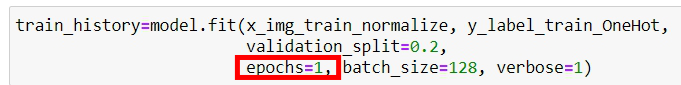 train_history=model.fit(x_img_train_normalize, y_label_train_OneHot,
validation_split=0.2,
epochs=1, batch_size=128, verbose=1)